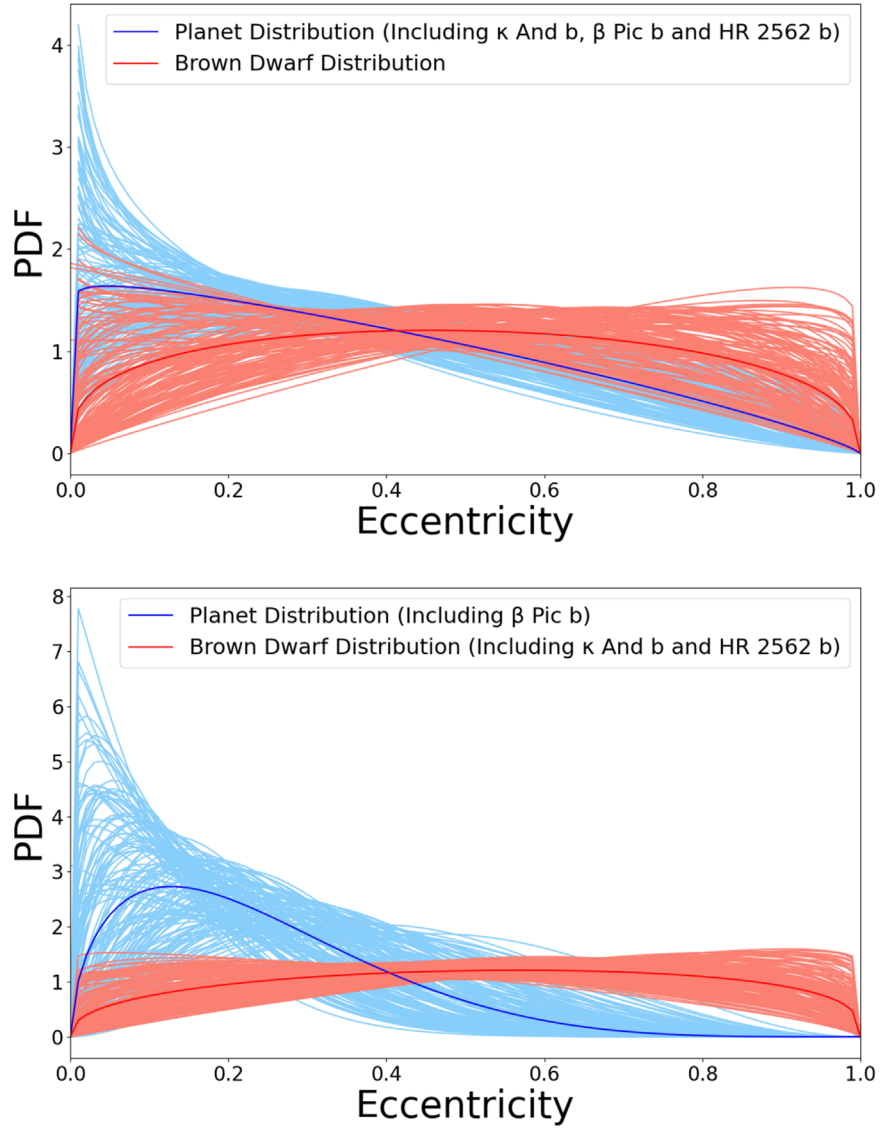 Planet Distribution (Including κ And b, β Pic b and HR 2562 b)
Brown Dwarf Distribution
4
3
2
1
0
PDF
0.0 0.2 0.4 0.6 0.8 1.0
Eccentricity
Planet Distribution (Including β Pic b)
Brown Dwarf Distribution (Including κ And b and HR 2562 b)
8
7
6
5
4
3
2
1
0
PDF
0.0 0.2 0.4 0.6 0.8 1.0
Eccentricity